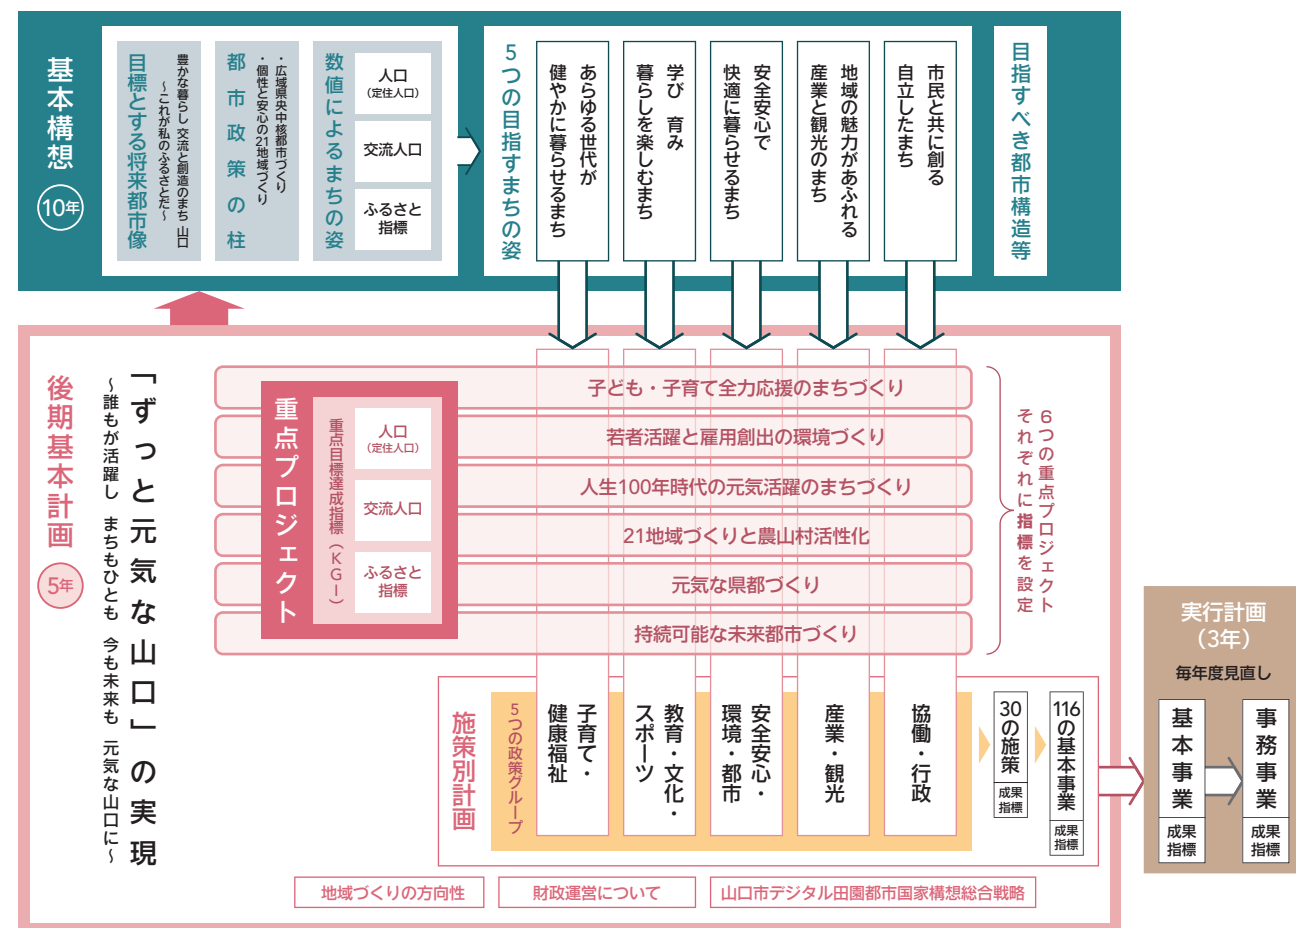 基本構想
10年
目標とする将来都市像
豊かな暮らし 交流と創造のまち 山口
～これが私のふるさとだ～
都市政策の柱
・広域県央中核都市づくり
・個性と安心の21地域づくり
数値によるまちの姿
人口
（定住人口）
交流人口
ふるさと
指標
5つの目指すまちの姿
あらゆる世代が
健やかに暮らせるまち
学び 育み
暮らしを楽しむまち
安全安心で
快適に暮らせるまち
地域の魅力があふれる
産業と観光のまち
市民と共に創る
自立したまち
目指すべき都市構造等
後期基本計画
5年
「ずっと元気な山口」の実現
～誰もが活躍し まちもひとも 今も未来も 元気な山口に～
重点プロジェクト
重点目標達成指標（KGI）
人口
（定住人口）
交流人口
ふるさと
指標
子ども・子育て全力応援のまちづくり
若者活躍と雇用創出の環境づくり
人生100年時代の元気活躍のまちづくり
21地域づくりと農山村活性化
元気な県都づくり
持続可能な未来都市づくり
6つの重点プロジェクト
それぞれに指標を設定
施策別計画
5つの政策グループ
子育て・
健康福祉
教育・文化・
スポーツ
安全安心・
環境・都市
産業・観光
協働・行政
30の施策
成果
指標
116の基本事業
成果
指標
地域づくりの方向性
財政運営について
山口市デジタル田園都市国家構想総合戦略
実行計画
（3年）
毎年度見直し
基本事業
成果
指標
事務事業
成果
指標